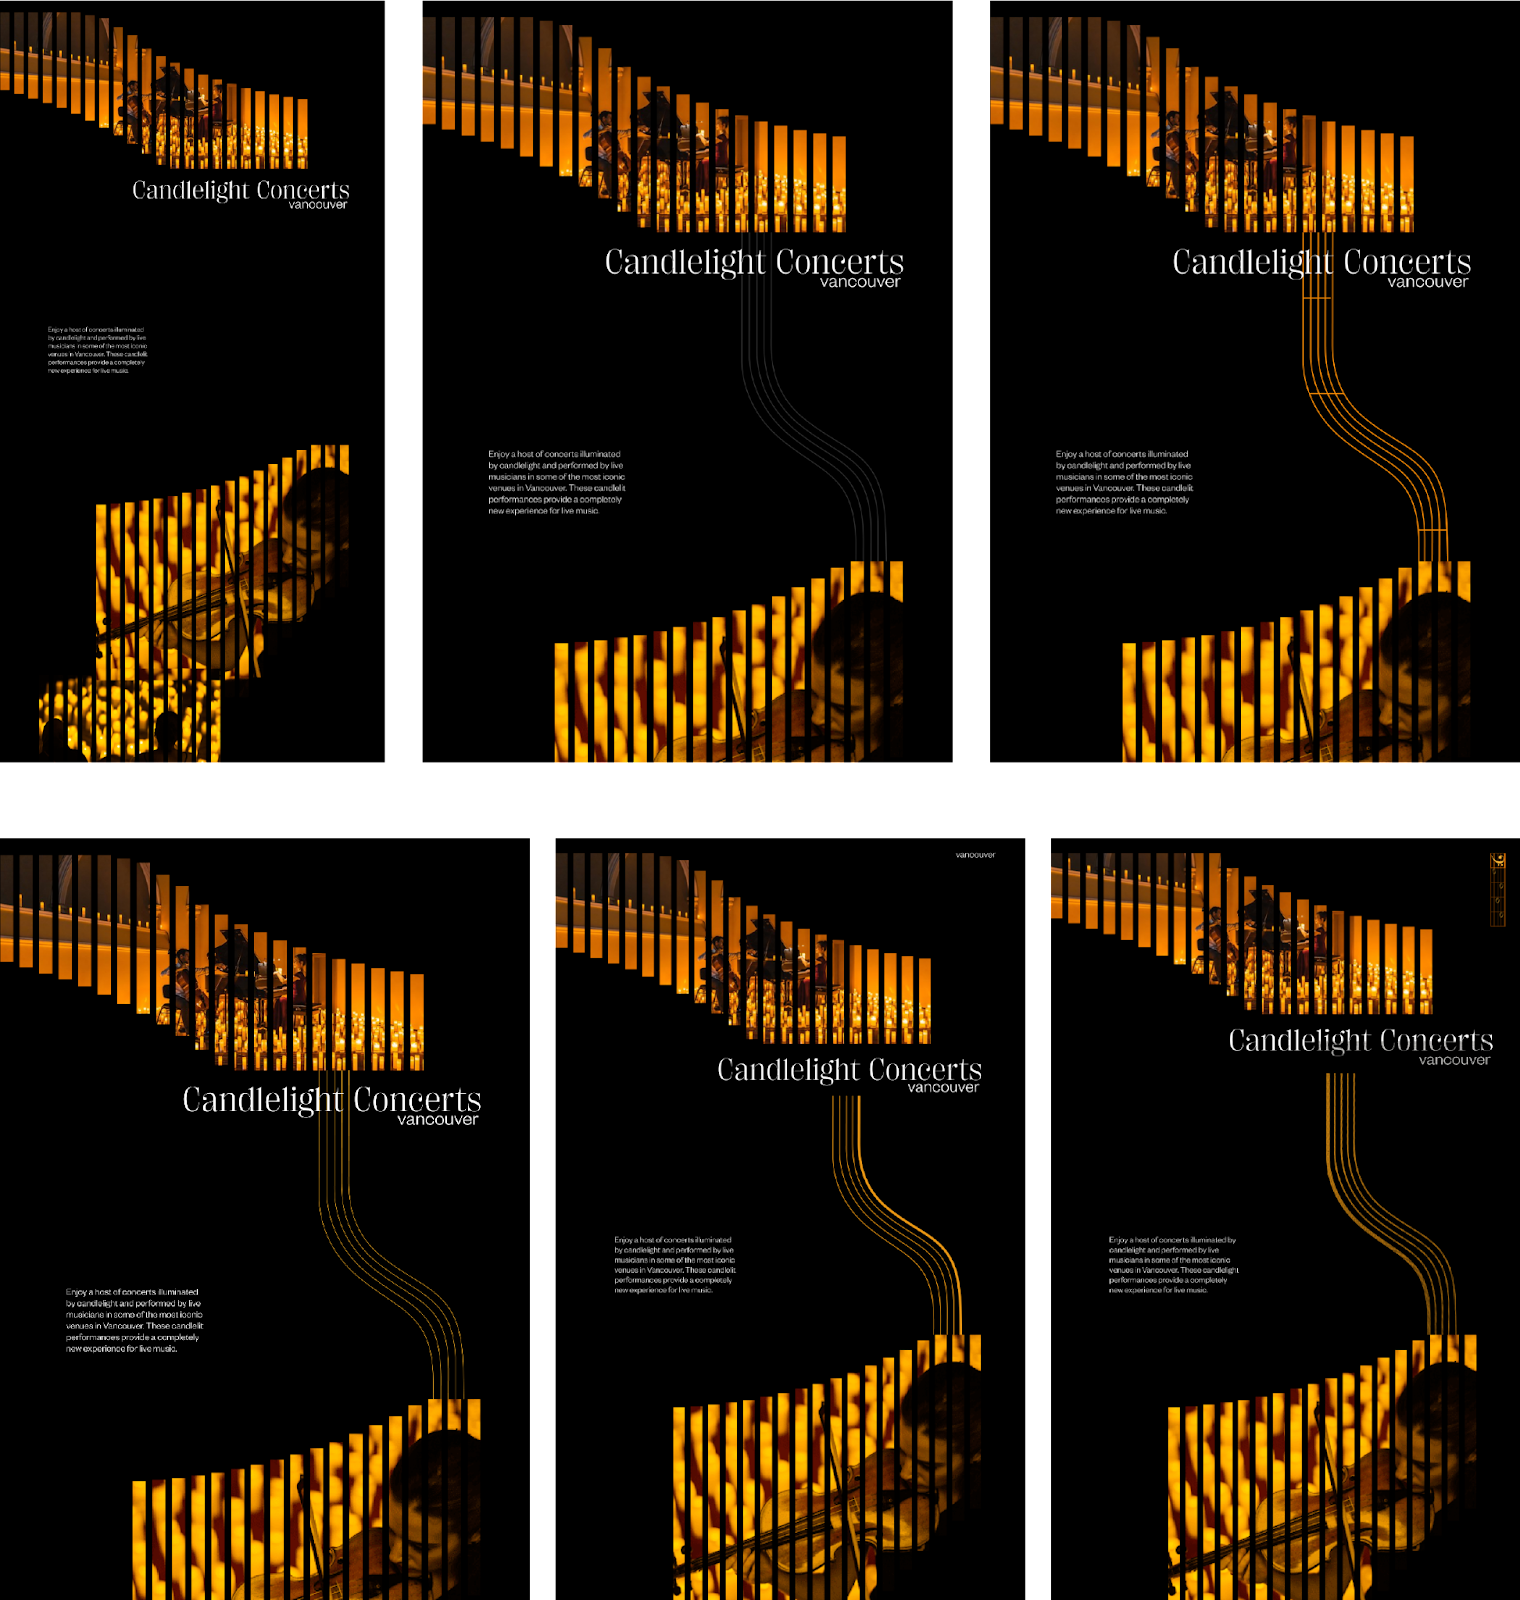 Candlelight Concerts
vancouver
Enjoy a host of concerts illuminated
by candlelight and performed by live
musicians in some of the most iconic
venues in Vancouver. These candlelit
performances provide a completely
new experience for live music.
Candlelight Concerts
vancouver
Enjoy a host of concerts illuminated
by candlelight and performed by live
musicians in some of the most iconic
venues in Vancouver. These candlelit
performances provide a completely
new experience for live music.
Candlelight Concerts
vancouver
Enjoy a host of concerts illuminated
by candlelight and performed by live
musicians in some of the most iconic
venues in Vancouver. These candlelit
performances provide a completely
new experience for live music.
Candlelight Concerts
vancouver
Enjoy a host of concerts illuminated
by candlelight and performed by live
musicians in some of the most iconic
venues in Vancouver. These candlelit
performances provide a completely
new experience for live music.
vancouver
Candlelight Concerts
vancouver
Enjoy a host of concerts illuminated
by candlelight and performed by live
musicians in some of the most iconic
venues in Vancouver. These candlelit
performances provide a completely
new experience for live music.
Candlelight Concerts
vancouver
Enjoy a host of concerts illuminated by
candlelight and performed by live
musicians in some of the most iconic
venues in Vancouver. These candlelight
performances provide a completely
new experience for live music.